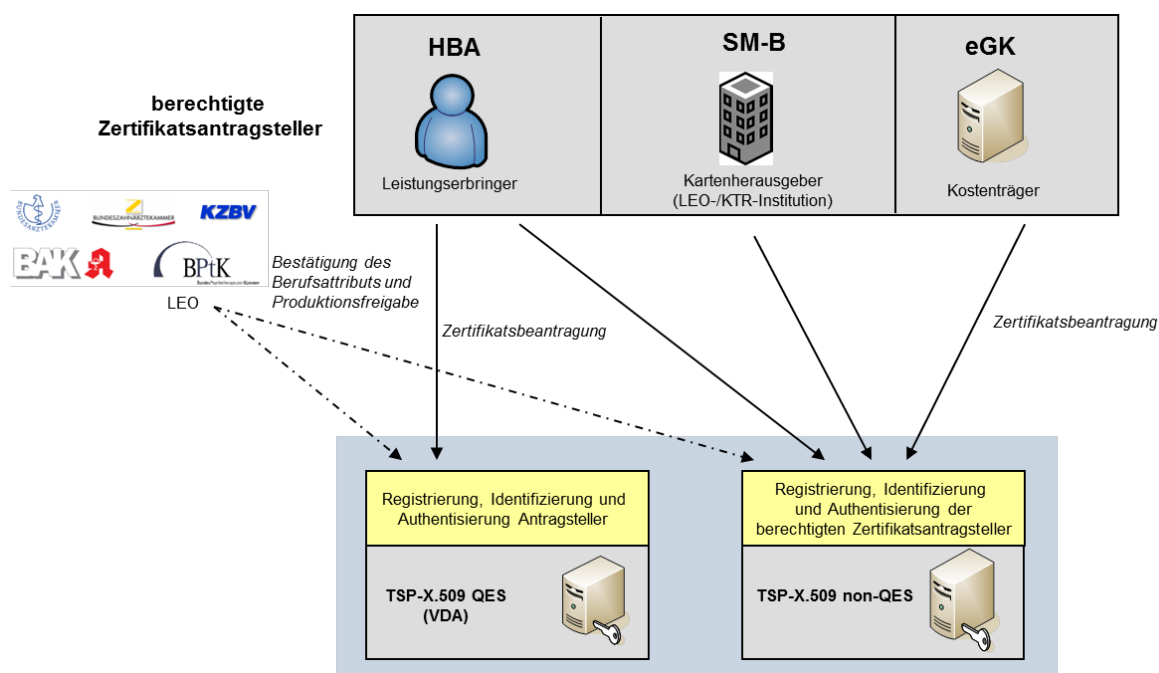 HBA
SM-B
eGK
berechtigte
Zertifikatsantragsteller
Leistungserbringer
Kartenherausgeber
(LEO-/KTR-Institution)
Kostenträger
BUNDESÄRZTEKAMMER
BUNDESZAHNÄRZTEKAMMER
KZBV
BAK
BPtK
BundesPsychotherapeutenKammer
LEO
Bestätigung des
Berufsattributs und
Produktionsfreigabe
Zertifikatsbeantragung
Zertifikatsbeantragung
Registrierung, Identifizierung und
Authentisierung Antragsteller
Registrierung, Identifizierung
und Authentisierung der
berechtigten Zertifikatsantragsteller
TSP-X.509 QES
(VDA)
TSP-X.509 non-QES